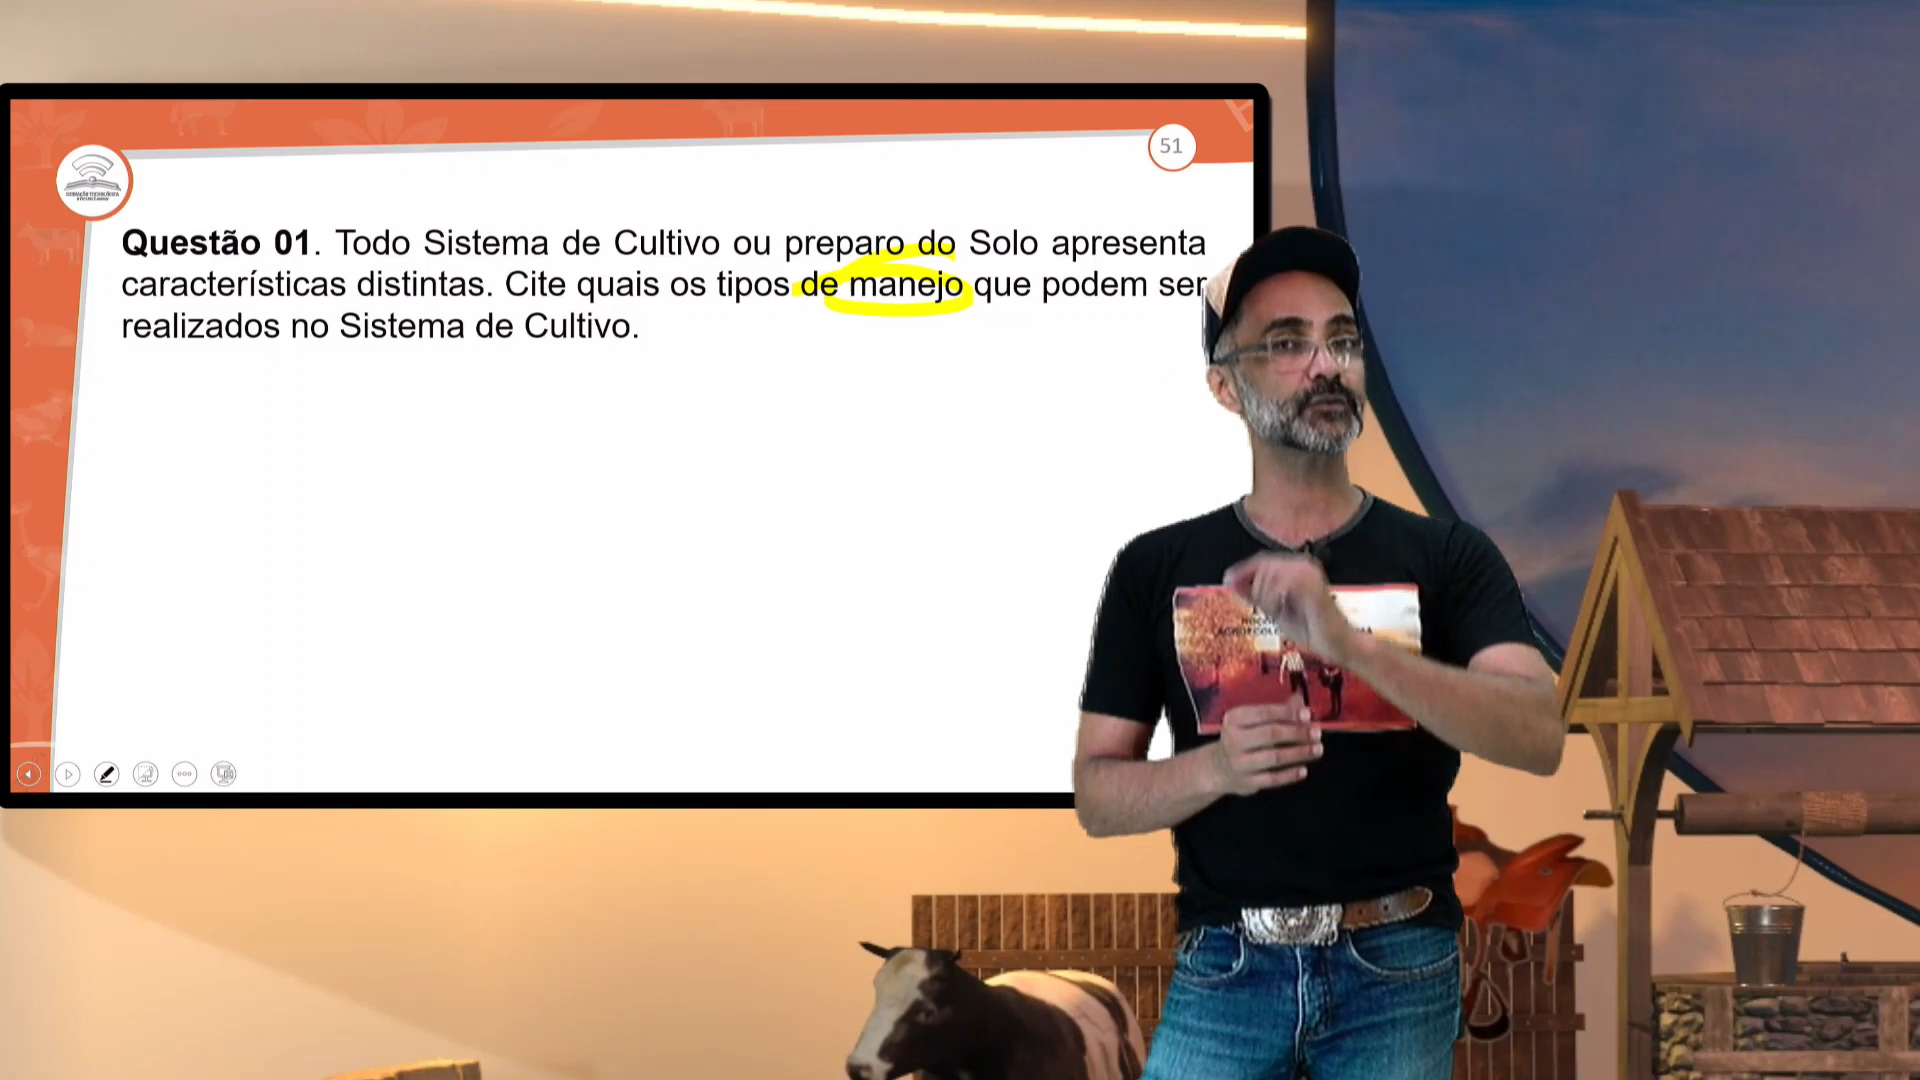 51
Questão 01. Todo Sistema de Cultivo ou preparo do Solo apresenta
características distintas. Cite quais os tipos de manejo que podem ser
realizados no Sistema de Cultivo.